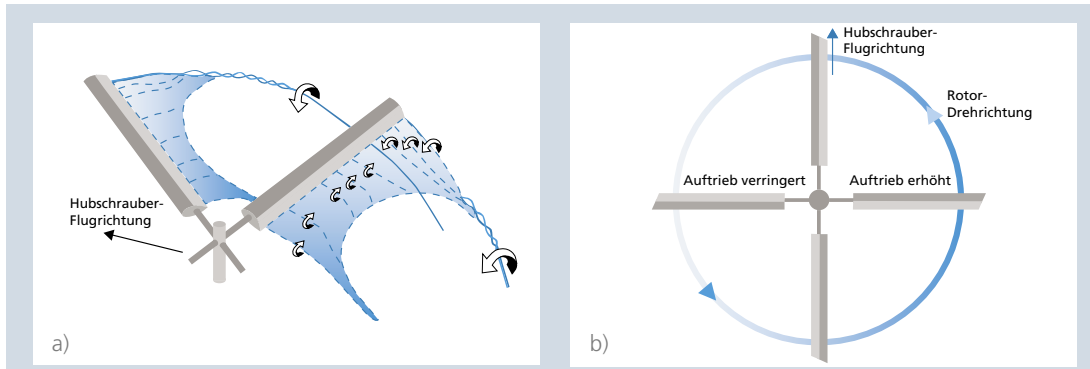 Hubschrauber-
Flugrichtung
a)
Hubschrauber-
Flugrichtung
Rotor-
Drehrichtung
Auftrieb verringert
Auftrieb erhöht
b)